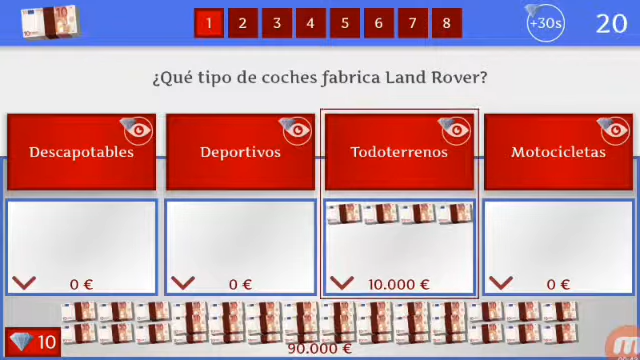 1 2 3 4 5 6 7 8 +30s 20
¿Qué tipo de coches fabrica Land Rover?
Descapotables Deportivos Todoterrenos Motocicletas
0 € 0 € 10.000 € 0 €
10
90.000 €